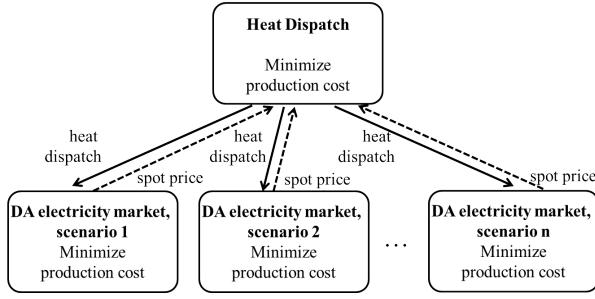 Heat Dispatch
Minimize
production cost
heat
dispatch
spot price
heat
dispatch
spot price
heat
dispatch
spot price
DA electricity market,
scenario 1
Minimize
production cost
DA electricity market,
scenario 2
Minimize
production cost
...
DA electricity market,
scenario n
Minimize
production cost